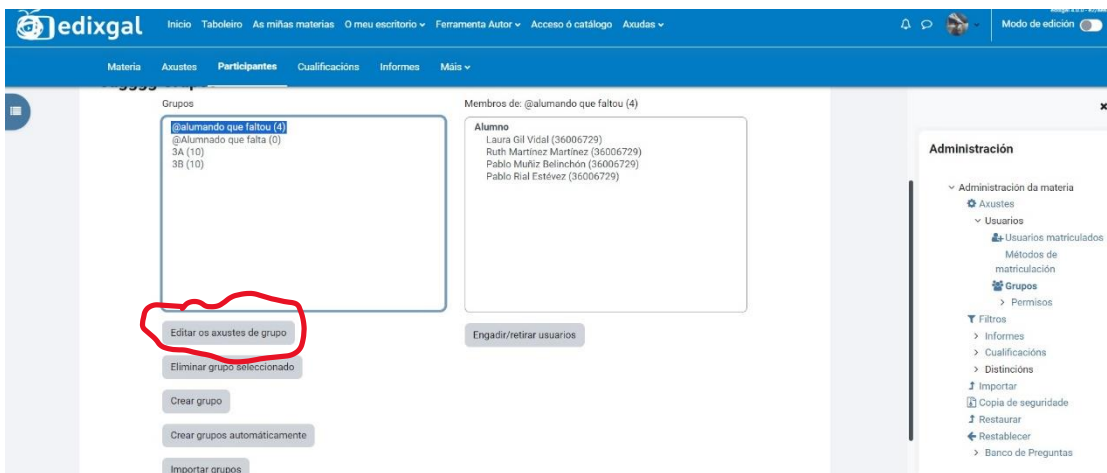 edixgal Inicio Taboleiro As miñas materias O meu escritorio Ferramenta Autor Acceso ó catálogo Axudas Modo de edición
Materia Axustes Participantes Cualificacións Informes Máis
Grupos
@alumando que faltou (4)
@Alumnado que falta (0)
3A (10)
3B (10)
Editar os axustes de grupo
Eliminar grupo seleccionado
Crear grupo
Crear grupos automáticamente
Importar grupos
Membros de: @alumando que faltou (4)
Alumno
Laura Gil Vidal (36006729)
Ruth Martínez Martínez (36006729)
Pablo Muñiz Belinchón (36006729)
Pablo Rial Estévez (36006729)
Engadir/retirar usuarios
Administración
Administración da materia
Axustes
Usuarios
Usuarios matriculados
Métodos de
matriculación
Grupos
Permisos
Filtros
Informes
Cualificacións
Distincións
Importar
Copia de seguridade
Restaurar
Restablecer
Banco de Preguntas